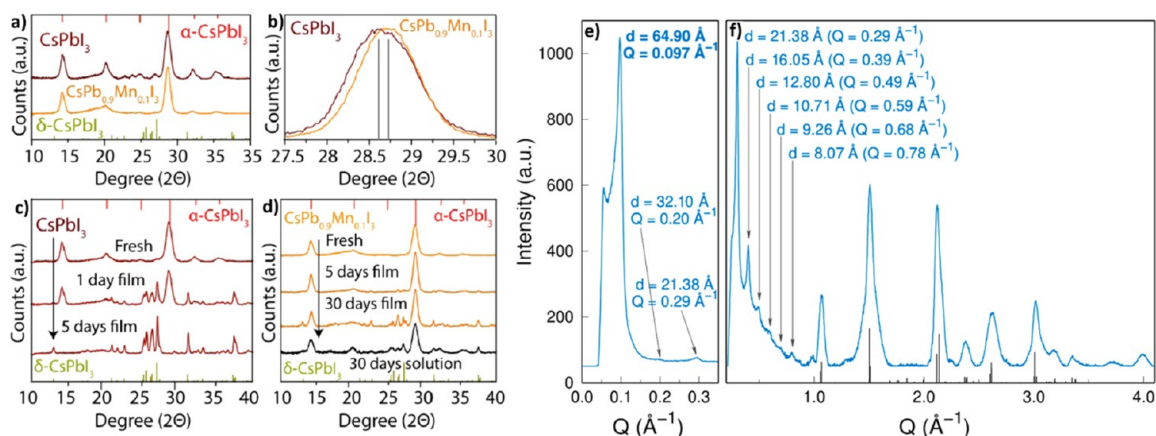 a)
α-CsPbI3
CsPbI3
CsPb0.9Mn0.1I3
δ-CsPbI
Counts (a.u.)
10 15 20 25 30 35
Degree (2Θ)
b)
CsPbI3
CsPb0.9Mn0.1I3
Counts (a.u.)
27.5 28 28.5 29 29.5 30
Degree (2Θ)
c)
α-CsPbI3
CsPbI3
Fresh
1 day film
5 days film
δ-CsPbI3
Counts (a.u.)
10 15 20 25 30 35 40
Degree (2Θ)
d)
CsPb0.9Mn0.1I3
α-CsPbI3
Fresh
5 days film
30 days film
30 days solution
δ-CsPbI3
Counts (a.u.)
10 15 20 25 30 35 40
Degree (2Θ)
e)
d = 64.90 Å
Q = 0.097 Å⁻¹
d = 32.10 Å
Q = 0.20 Å⁻¹
d = 21.38 Å
Q = 0.29 Å⁻¹
Intensity (a.u.)
1000
800
600
400
200
0
0.0 0.1 0.2 0.3
Q (Å⁻¹)
f)
d = 21.38 Å (Q = 0.29 Å⁻¹)
d = 16.05 Å (Q = 0.39 Å⁻¹)
d = 12.80 Å (Q = 0.49 Å⁻¹)
d = 10.71 Å (Q = 0.59 Å⁻¹)
d = 9.26 Å (Q = 0.68 Å⁻¹)
d = 8.07 Å (Q = 0.78 Å⁻¹)
1.0 2.0 3.0 4.0
Q (Å⁻¹)